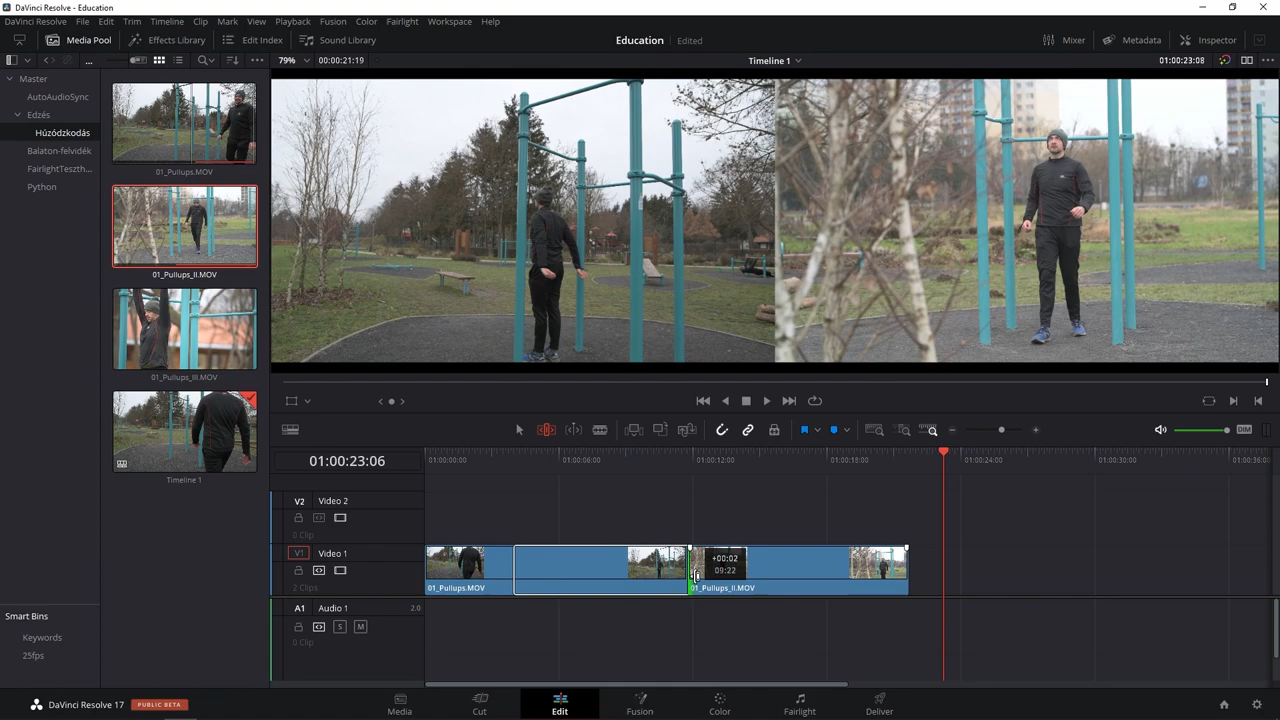 DaVinci Resolve - Education
DaVinci Resolve File Edit Trim Timeline Clip Mark View Playback Fusion Color Fairlight Workspace Help
Media Pool Effects Library Edit Index Sound Library Education Edited Mixer Metadata Inspector
... 79% 00:00:21:19 Timeline 1 01:00:23:08
Master
AutoAudioSync
Edzés
Húzódzkodás
Balaton-felvidék
FairlightTeszth...
Python
01_Pullups.MOV
01_Pullups_II.MOV
01_Pullups_III.MOV
Timeline 1
DIM
01:00:23:06
01:00:00:00 01:00:06:00 01:00:12:00 01:00:18:00 01:00:24:00 01:00:30:00 01:00:36:00
V2 Video 2
0 Clip
V1 Video 1
2 Clips
+00:02
09:22
01_Pullups.MOV 01_Pullups_II.MOV
A1 Audio 1 2.0
S M
0 Clip
Smart Bins
Keywords
25fps
DaVinci Resolve 17 PUBLIC BETA
Media Cut Edit Fusion Color Fairlight Deliver